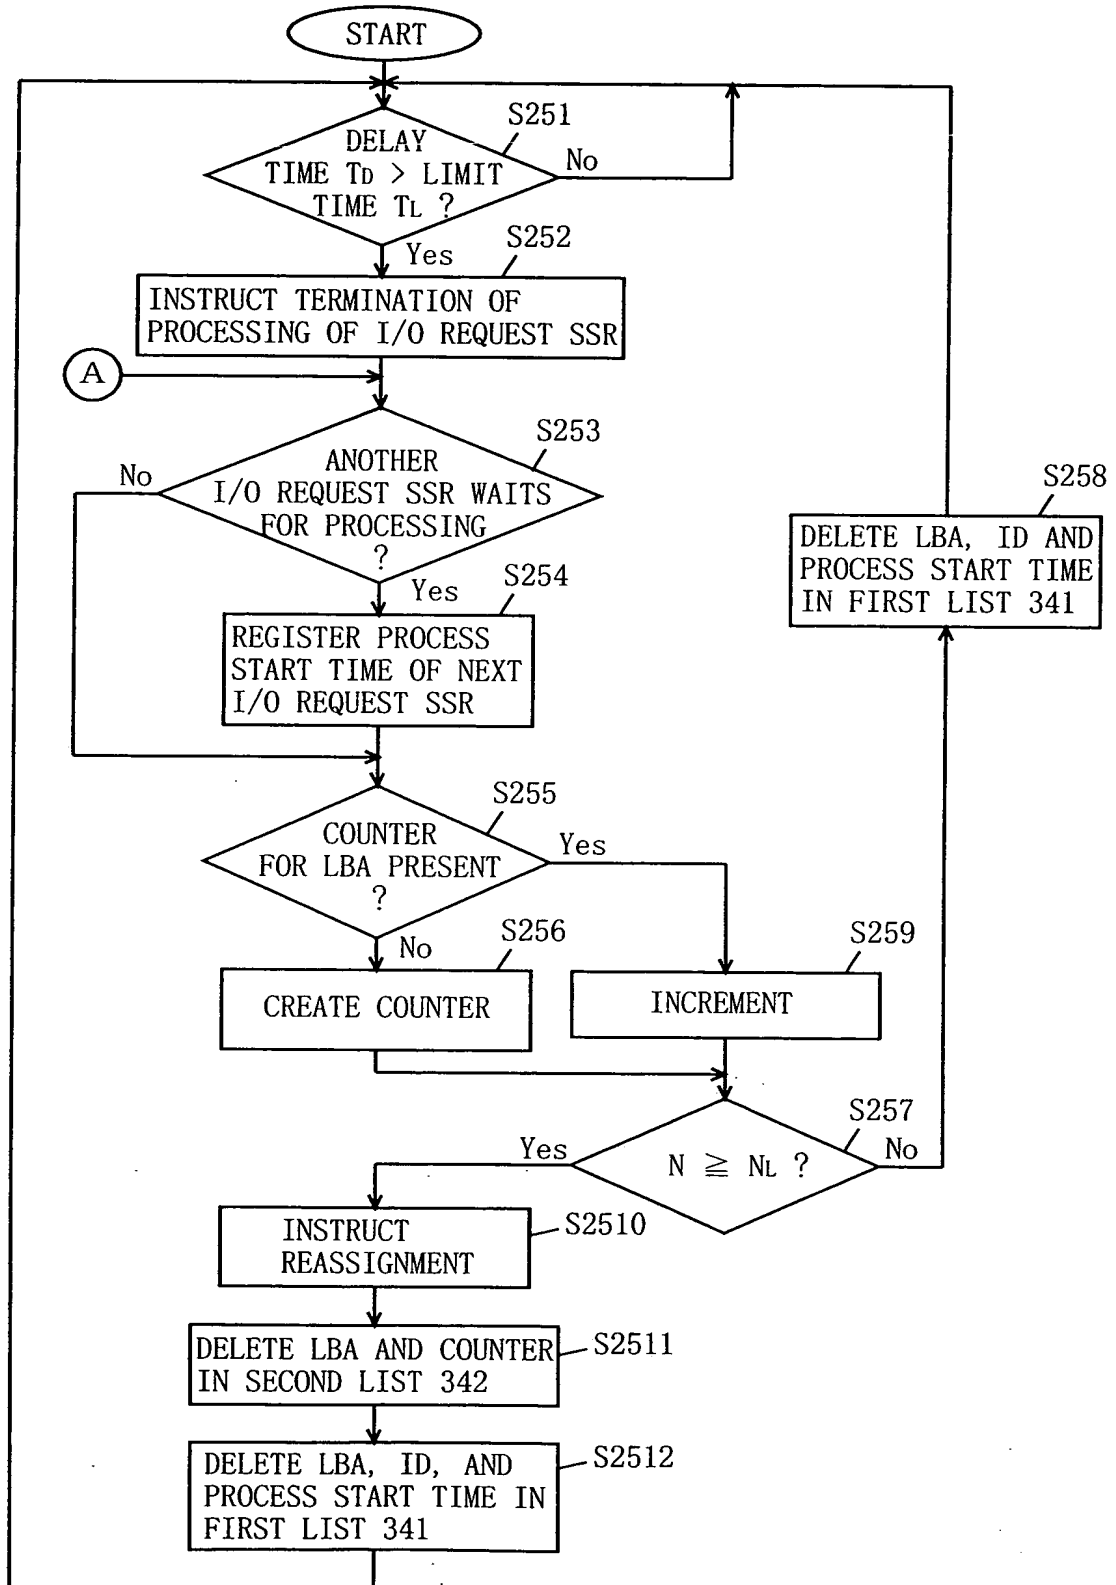 START
S251
DELAY
TIME TD > LIMIT
TIME TL ?
No
Yes
S252
INSTRUCT TERMINATION OF
PROCESSING OF I/O REQUEST SSR
A
S253
ANOTHER
I/O REQUEST SSR WAITS
FOR PROCESSING
?
No
Yes
S254
REGISTER PROCESS
START TIME OF NEXT
I/O REQUEST SSR
S258
DELETE LBA, ID AND
PROCESS START TIME
IN FIRST LIST 341
S255
COUNTER
FOR LBA PRESENT
?
Yes
No
S256
CREATE COUNTER
S259
INCREMENT
S257
N ≧ NL ?
Yes
No
INSTRUCT
REASSIGNMENT
S2510
DELETE LBA AND COUNTER
IN SECOND LIST 342
S2511
DELETE LBA, ID, AND
PROCESS START TIME IN
FIRST LIST 341
S2512